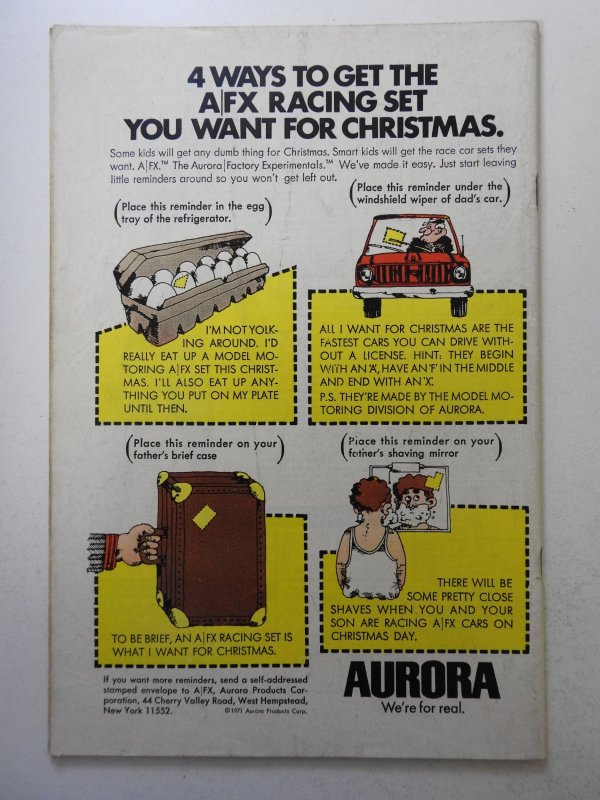 4 WAYS TO GET THE
A|FX RACING SET
YOU WANT FOR CHRISTMAS.
Some kids will get any dumb thing for Christmas. Smart kids will get the race car sets they
want. A|FX.™ The Aurora|Factory Experimentals.™ We've made it easy. Just start leaving
little reminders around so you won't get left out.
(Place this reminder in the egg
tray of the refrigerator.)
I'M NOT YOLK-
ING AROUND. I'D
REALLY EAT UP A MODEL MO-
TORING A|FX SET THIS CHRIST-
MAS. I'LL ALSO EAT UP ANY-
THING YOU PUT ON MY PLATE
UNTIL THEN.
(Place this reminder under the
windshield wiper of dad's car.)
ALL I WANT FOR CHRISTMAS ARE THE
FASTEST CARS YOU CAN DRIVE WITH-
OUT A LICENSE. HINT: THEY BEGIN
WITH AN 'A', HAVE AN 'F' IN THE MIDDLE
AND END WITH AN 'X'.
P.S. THEY'RE MADE BY THE MODEL MO-
TORING DIVISION OF AURORA.
(Place this reminder on your
father's brief case)
TO BE BRIEF, AN A|FX RACING SET IS
WHAT I WANT FOR CHRISTMAS.
(Place this reminder on your
father's shaving mirror)
THERE WILL BE
SOME PRETTY CLOSE
SHAVES WHEN YOU AND YOUR
SON ARE RACING A|FX CARS ON
CHRISTMAS DAY.
If you want more reminders, send a self-addressed
stamped envelope to A|FX, Aurora Products Cor-
poration, 44 Cherry Valley Road, West Hempstead,
New York 11552. ©1971 Aurora Products Corp.
AURORA
We're for real.